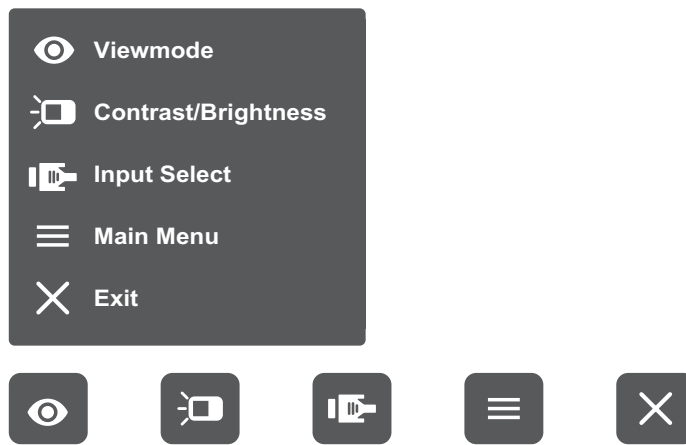 Viewmode
Contrast/Brightness
Input Select
Main Menu
Exit